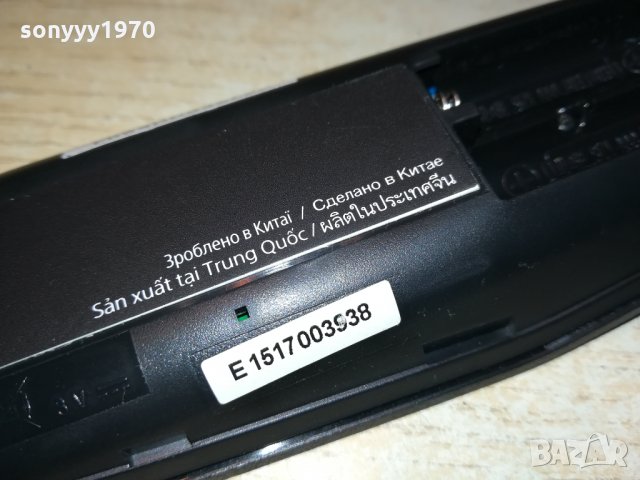 sonyyy1970
Зроблено в Китаї / Сделано в Китае
Sản xuất tại Trung Quốc / ผลิตในประเทศจีน
E 1517003938
BAZAR